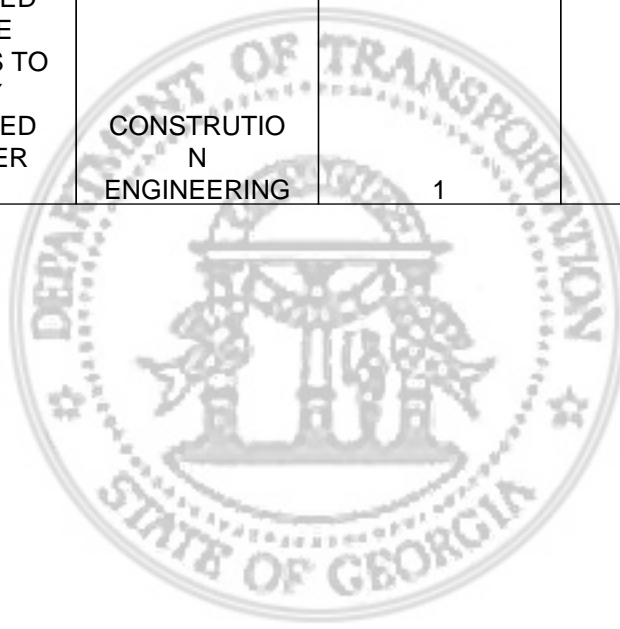 ED
E
S TO
Y
ED
ER
CONSTRUTIO
N
ENGINEERING
1
DEPARTMENT OF TRANSPORTATION
STATE OF GEORGIA